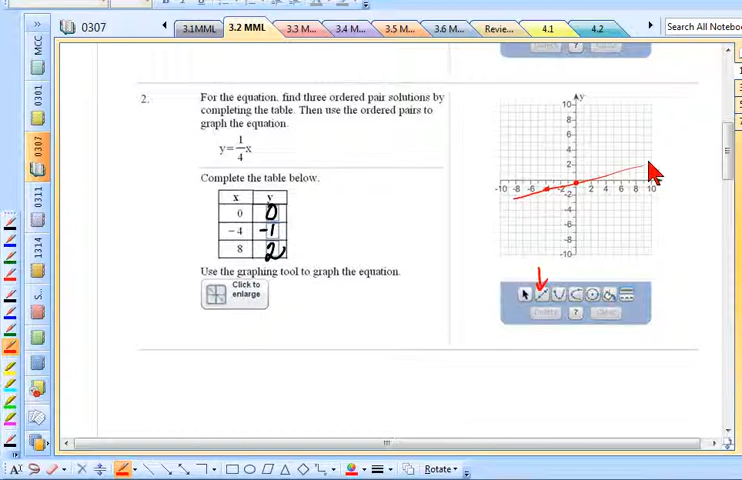 0307
3.1MML
3.2 MML
3.3 M...
3.4 M...
3.5 M...
3.6 M...
Review...
4.1
4.2
Search All Notebo
MCC
0301
0307
0311
1314
S..
2.
For the equation, find three ordered pair solutions by
completing the table. Then use the ordered pairs to
graph the equation.
y=1/4x
Complete the table below.
x y
0 0
−4 -1
8 2
Use the graphing tool to graph the equation.
Click to
enlarge
y
10
8
6
4
2
-10 -8 -6 -2 2 4 6 8 10
-4
-6
-8
-10
?
Rotate